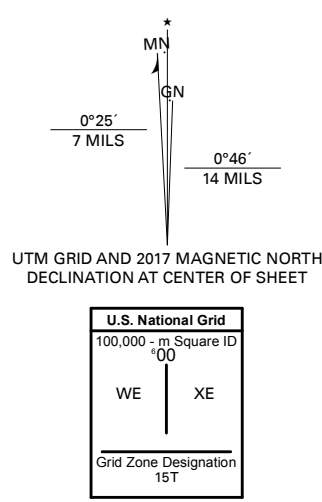 ★
MN
GN
0°25´
7 MILS
0°46´
14 MILS
UTM GRID AND 2017 MAGNETIC NORTH
DECLINATION AT CENTER OF SHEET
U.S. National Grid
100,000 - m Square ID
⁶00
WE XE
Grid Zone Designation
15T